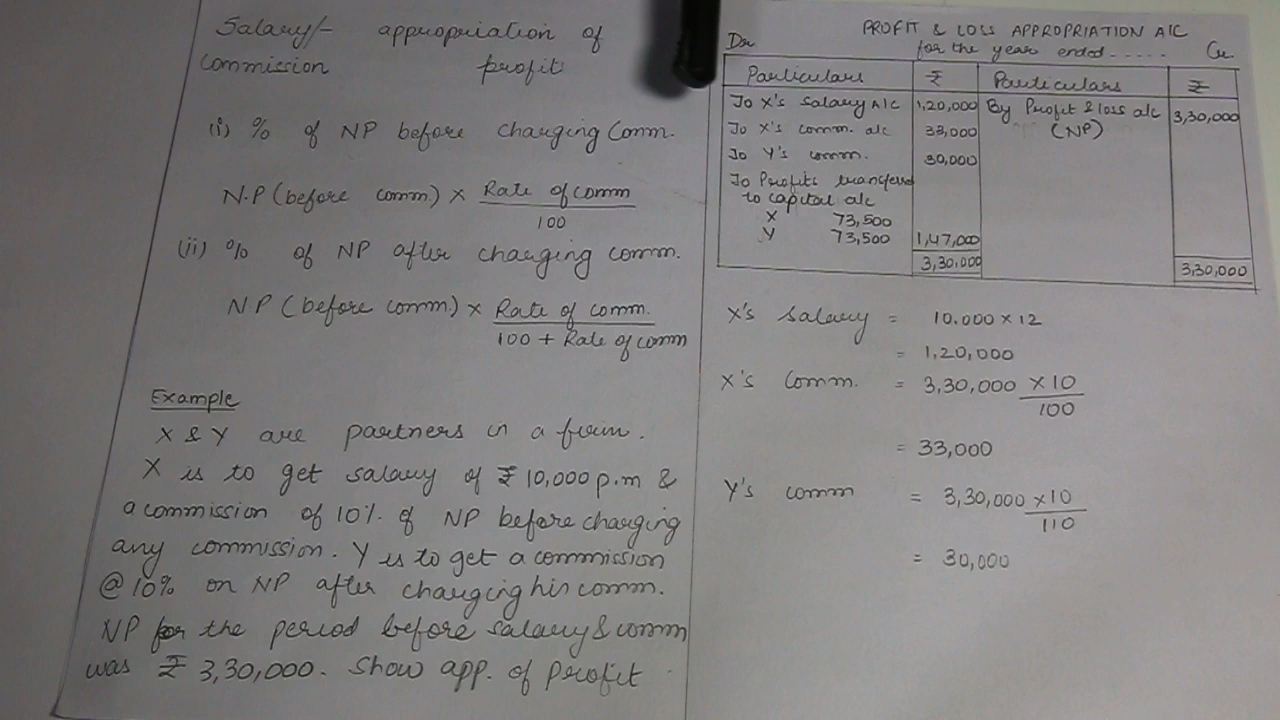 Salary/- appropriation of
commission profit
(i) % of NP before charging Comm.
N.P (before comm.) × Rate of comm
100
(ii) % of NP after charging comm.
NP (before comm.) × Rate of comm.
100 + Rate of comm
Example
X & Y are partners in a firm.
X is to get salary of ₹ 10,000 p.m &
a commission of 10% of NP before charging
any commission. Y is to get a commission
@ 10% on NP after charging his comm.
NP for the period before salary & comm
was ₹ 3,30,000. Show app. of profit
PROFIT & LOSS APPROPRIATION A/C
Dr. for the year ended ..... Cr.
Particulars ₹ Particulars ₹
To X's Salary A/C 1,20,000 By Profit & loss a/c 3,30,000
To X's comm. a/c 33,000 (NP)
To Y's comm. 30,000
To Profits transferred
to capital a/c
X 73,500
Y 73,500 1,47,000
3,30,000 3,30,000
X's Salary = 10.000 × 12
= 1,20,000
X's Comm. = 3,30,000 × 10
100
= 33,000
Y's comm = 3,30,000 × 10
110
= 30,000